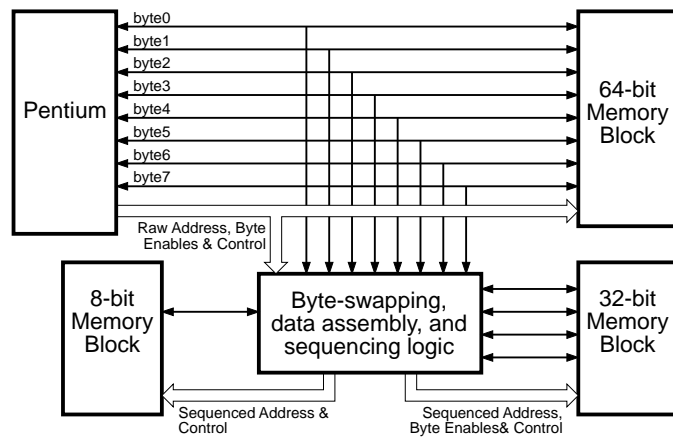 byte0
byte1
byte2
byte3
byte4
byte5
byte6
byte7
Pentium
64-bit
Memory
Block
Raw Address, Byte
Enables & Control
8-bit
Memory
Block
Byte-swapping,
data assembly, and
sequencing logic
32-bit
Memory
Block
Sequenced Address &
Control
Sequenced Address,
Byte Enables& Control